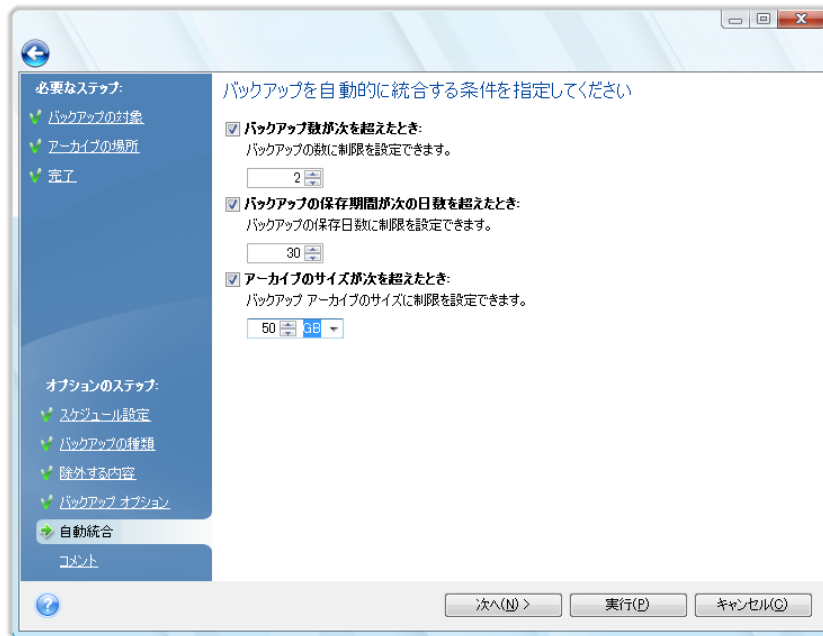 必要なステップ:
バックアップの対象
アーカイブの場所
完了
オプションのステップ:
スケジュール設定
バックアップの種類
除外する内容
バックアップ オプション
自動統合
コメント
バックアップを自動的に統合する条件を指定してください
バックアップ数が次を超えたとき:
バックアップの数に制限を設定できます。
2
バックアップの保存期間が次の日数を超えたとき:
バックアップの保存日数に制限を設定できます。
30
アーカイブのサイズが次を超えたとき:
バックアップ アーカイブのサイズに制限を設定できます。
50 GB
次へ(N) >
実行(P)
キャンセル(C)